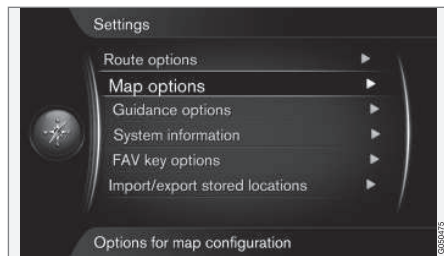 Settings
Route options
Map options
Guidance options
System information
FAV key options
Import/export stored locations
Options for map configuration
G050475